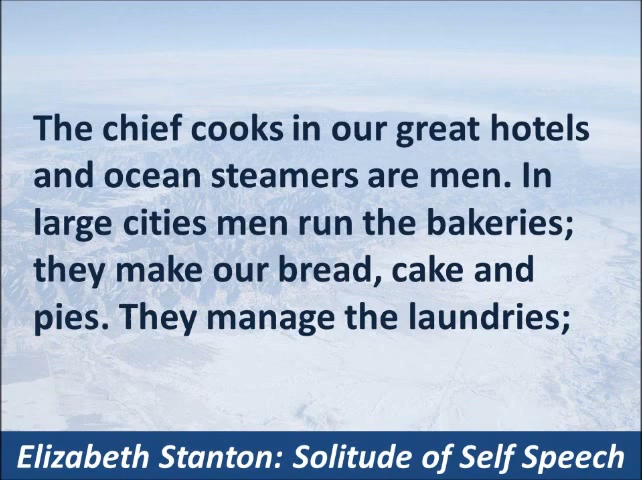 The chief cooks in our great hotels
and ocean steamers are men. In
large cities men run the bakeries;
they make our bread, cake and
pies. They manage the laundries;
Elizabeth Stanton: Solitude of Self Speech